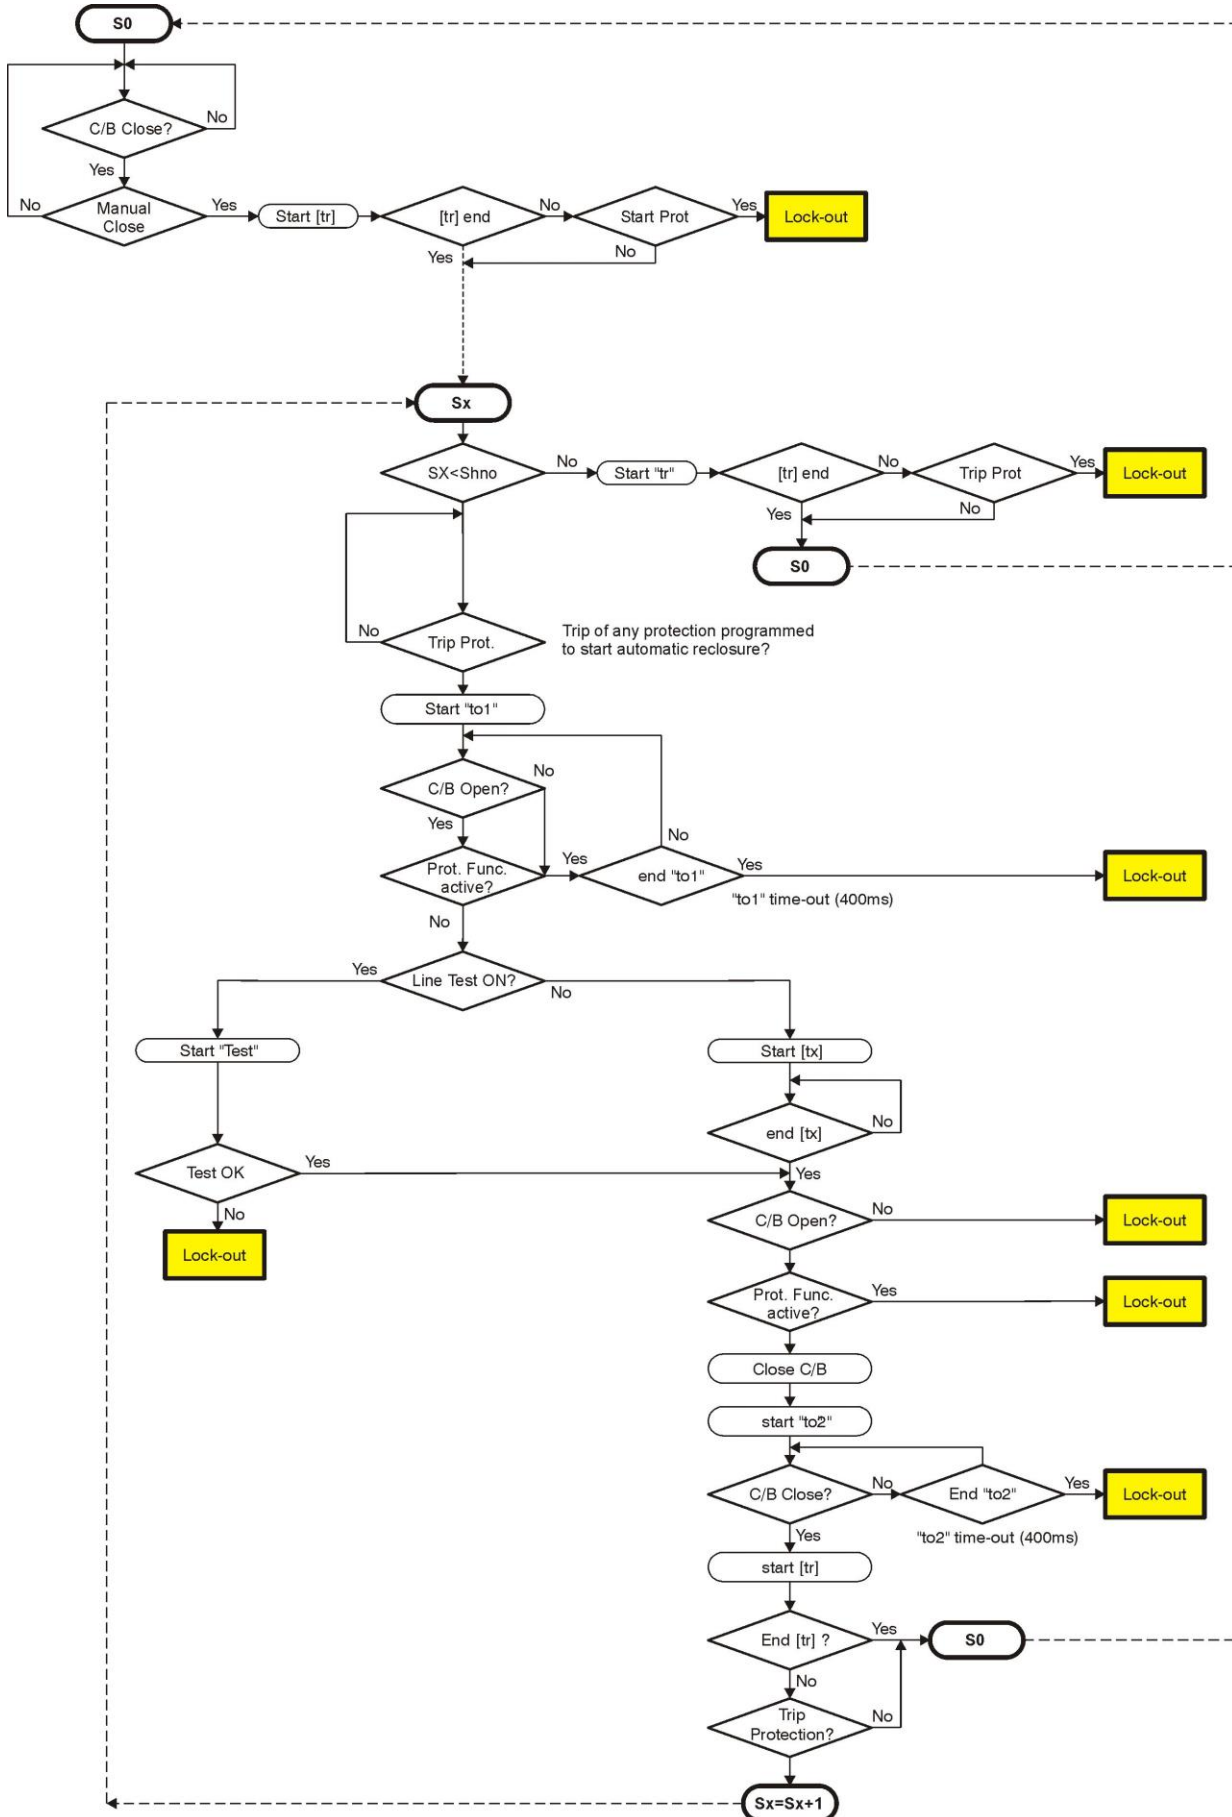 S0
C/B Close?
No
Yes
No
Manual
Close
Yes
Start [tr]
[tr] end
No
Start Prot
Yes
Lock-out
Yes
No
Sx
SX<Shno
No
Start "tr"
[tr] end
No
Trip Prot
Yes
Lock-out
Yes
No
S0
No
Trip Prot.
Trip of any protection programmed
to start automatic reclosure?
Start "to1"
C/B Open?
No
Yes
No
Prot. Func.
active?
Yes
end "to1"
Yes
Lock-out
"to1" time-out (400ms)
No
Yes
Line Test ON?
No
Start "Test"
Start [tx]
end [tx]
No
Test OK
Yes
Yes
No
Lock-out
C/B Open?
No
Lock-out
Prot. Func.
active?
Yes
Lock-out
Close C/B
start "to2"
C/B Close?
No
End "to2"
Yes
Lock-out
Yes
"to2" time-out (400ms)
start [tr]
End [tr] ?
Yes
S0
No
Trip
Protection?
No
Sx=Sx+1